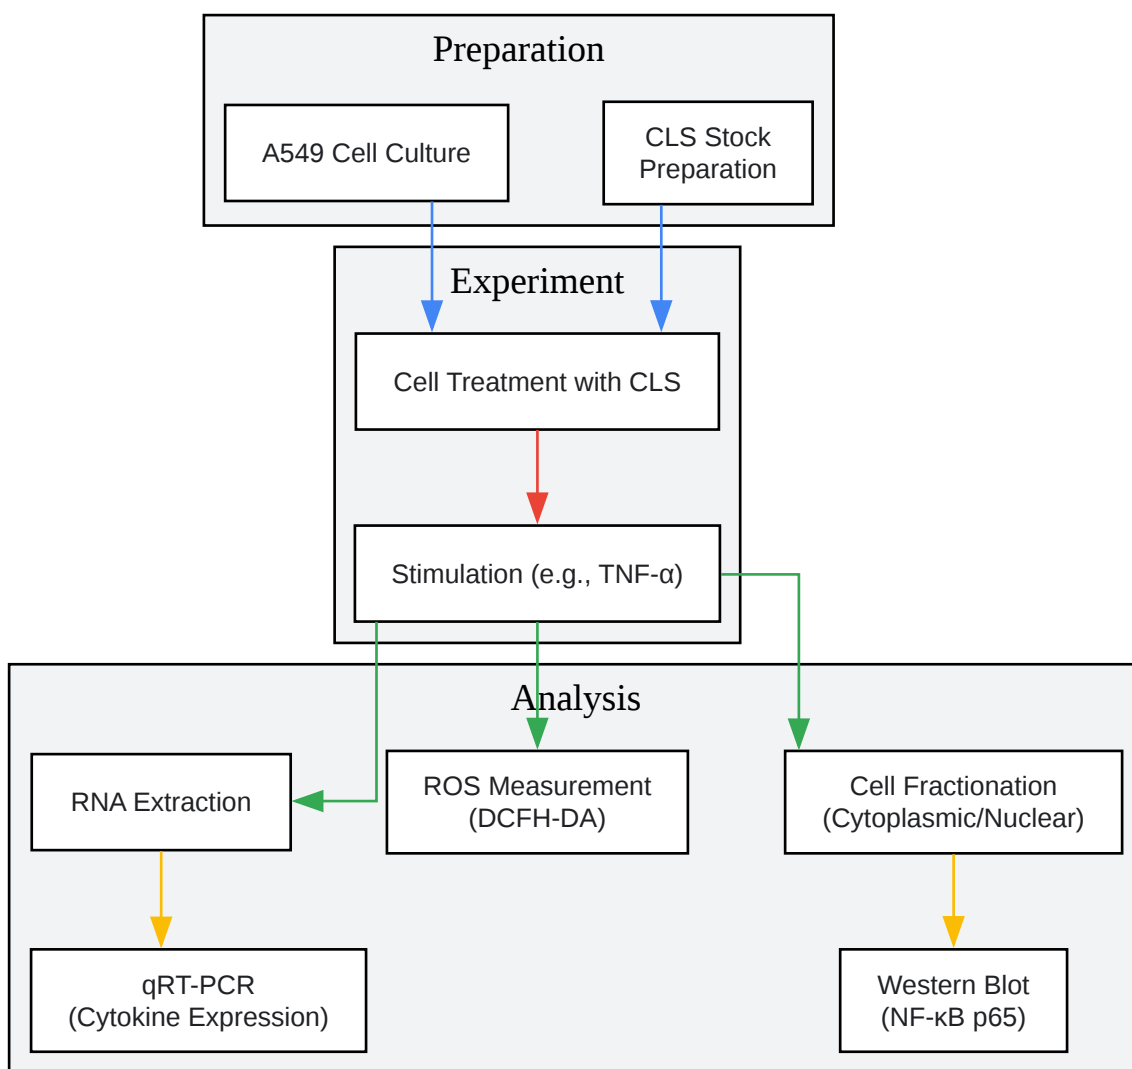 Preparation
A549 Cell Culture
CLS Stock
Preparation
Experiment
Cell Treatment with CLS
Stimulation (e.g., TNF-α)
Analysis
RNA Extraction
ROS Measurement
(DCFH-DA)
Cell Fractionation
(Cytoplasmic/Nuclear)
qRT-PCR
(Cytokine Expression)
Western Blot
(NF-κB p65)